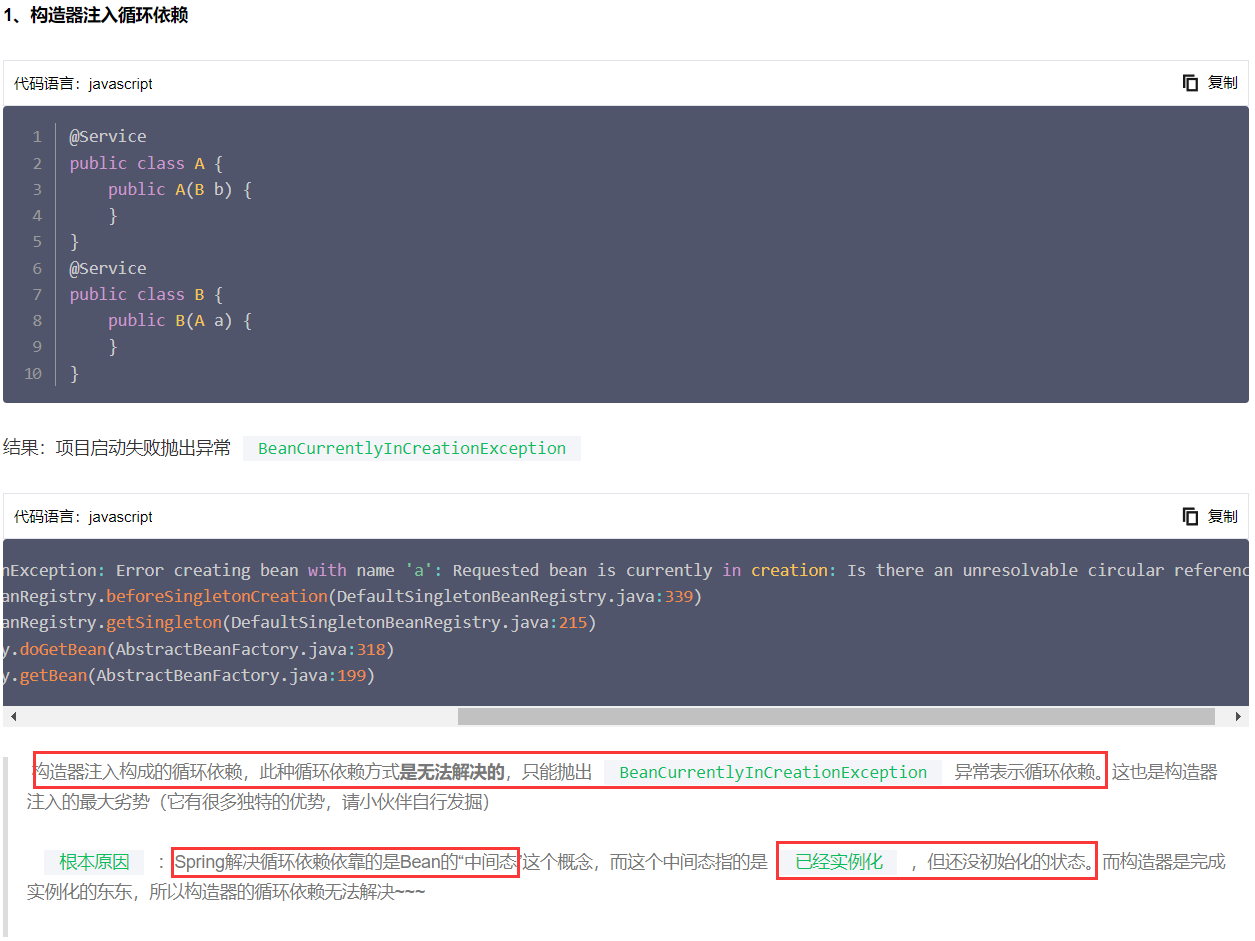 1、构造器注入循环依赖
代码语言：javascript
复制
1 @Service
2 public class A {
3     public A(B b) {
4     }
5 }
6 @Service
7 public class B {
8     public B(A a) {
9     }
10 }
结果：项目启动失败抛出异常 BeanCurrentlyInCreationException
代码语言：javascript
复制
nException: Error creating bean with name 'a': Requested bean is currently in creation: Is there an unresolvable circular referenc
anRegistry.beforeSingletonCreation(DefaultSingletonBeanRegistry.java:339)
anRegistry.getSingleton(DefaultSingletonBeanRegistry.java:215)
y.doGetBean(AbstractBeanFactory.java:318)
y.getBean(AbstractBeanFactory.java:199)
构造器注入构成的循环依赖，此种循环依赖方式是无法解决的，只能抛出 BeanCurrentlyInCreationException 异常表示循环依赖。这也是构造器
注入的最大劣势（它有很多独特的优势，请小伙伴自行发掘）
根本原因 ：Spring解决循环依赖依靠的是Bean的“中间态”这个概念，而这个中间态指的是 已经实例化 ，但还没初始化的状态。而构造器是完成
实例化的东东，所以构造器的循环依赖无法解决~~~